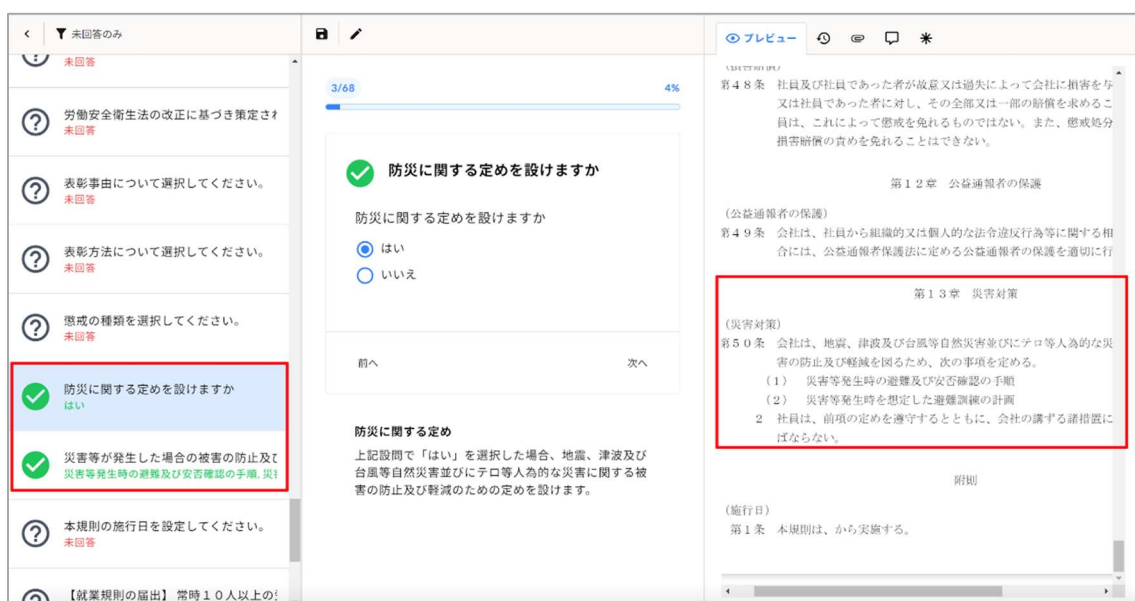 未回答のみ
未回答
労働安全衛生法の改正に基づき策定され
未回答
表彰事由について選択してください。
未回答
表彰方法について選択してください。
未回答
懲戒の種類を選択してください。
未回答
防災に関する定めを設けますか
はい
災害等が発生した場合の被害の防止及び
災害等発生時の避難及び安否確認の手順, 災
本規則の施行日を設定してください。
未回答
【就業規則の届出】 常時10人以上の
3/68
4%
防災に関する定めを設けますか
防災に関する定めを設けますか
はい
いいえ
前へ
次へ
防災に関する定め
上記設問で「はい」を選択した場合、地震、津波及び
台風等自然災害並びにテロ等人為的な災害に関する被
害の防止及び軽減のための定めを設けます。
プレビュー
(損害賠償)
第48条 社員及び社員であった者が故意又は過失によって会社に損害を与
又は社員であった者に対し、その全部又は一部の賠償を求めるこ
員は、これによって懲戒を免れるものではない。また、懲戒処分
損害賠償の責めを免れることはできない。
第12章 公益通報者の保護
(公益通報者の保護)
第49条 会社は、社員から組織的又は個人的な法令違反行為等に関する相
合には、公益通報者保護法に定める公益通報者の保護を適切に行
第13章 災害対策
(災害対策)
第50条 会社は、地震、津波及び台風等自然災害並びにテロ等人為的な災
害の防止及び軽減を図るため、次の事項を定める。
(1) 災害等発生時の避難及び安否確認の手順
(2) 災害等発生時を想定した避難訓練の計画
2 社員は、前項の定めを遵守するとともに、会社の講ずる諸措置に
ばならない。
附則
(施行日)
第1条 本規則は、から実施する。